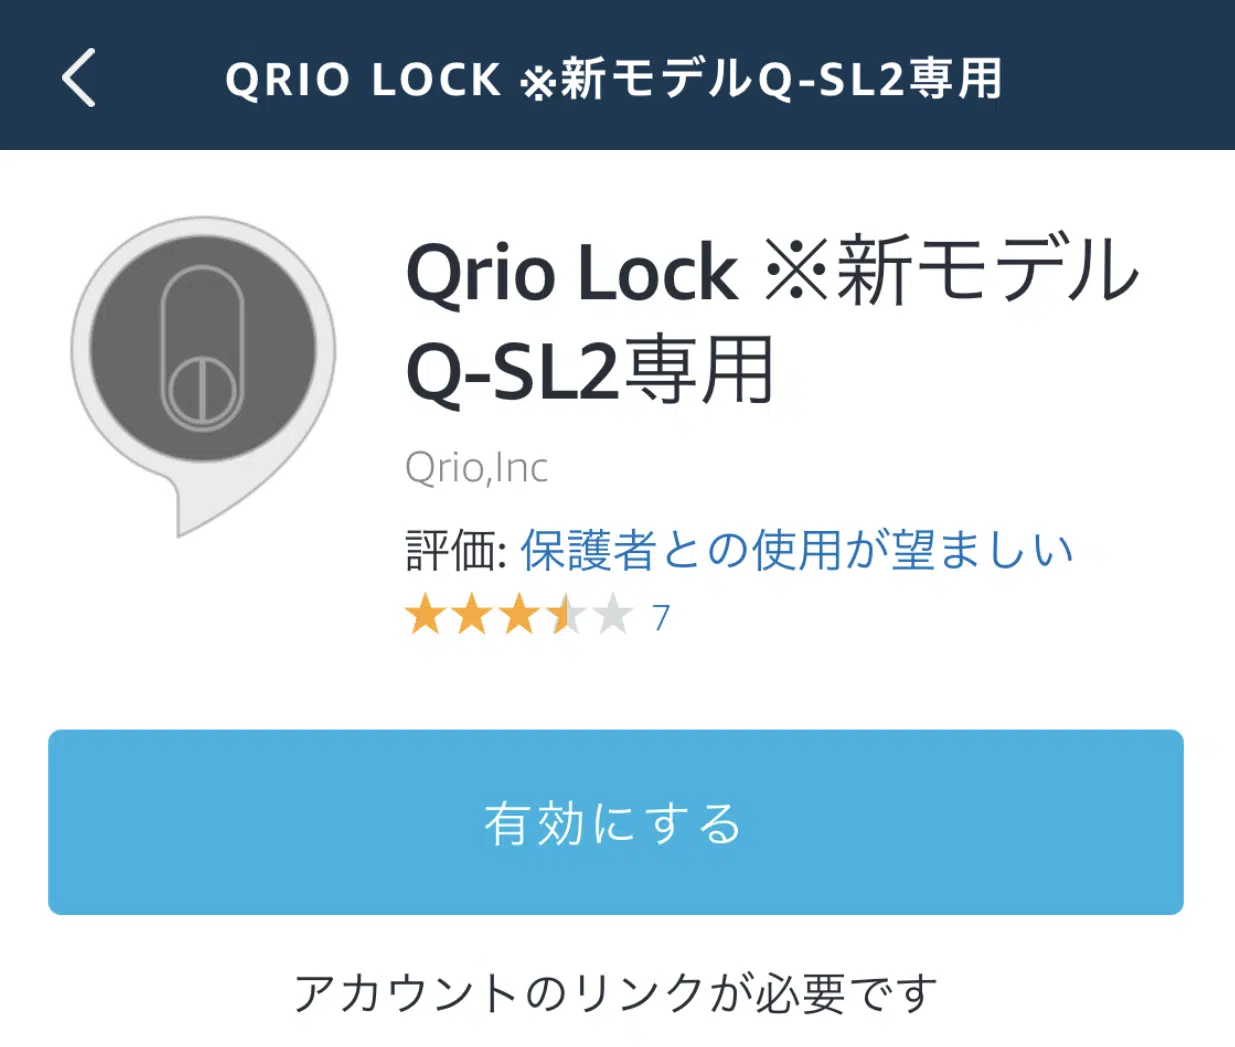 QRIO LOCK ※新モデルQ-SL2専用
Qrio Lock ※新モデル
Q-SL2専用
Qrio,Inc
評価: 保護者との使用が望ましい
7
有効にする
アカウントのリンクが必要です